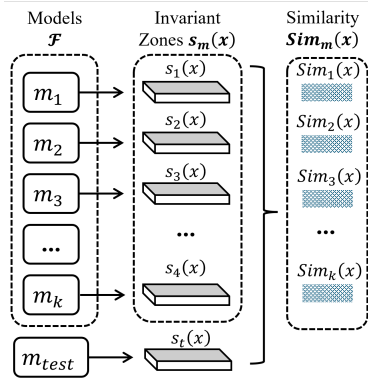 Models
𝓕
Invariant
Zones s_m(x)
Similarity
Sim_m(x)
m_1
s_1(x)
Sim_1(x)
m_2
s_2(x)
Sim_2(x)
m_3
s_3(x)
Sim_3(x)
...
...
...
m_k
s_4(x)
Sim_k(x)
m_test
s_t(x)